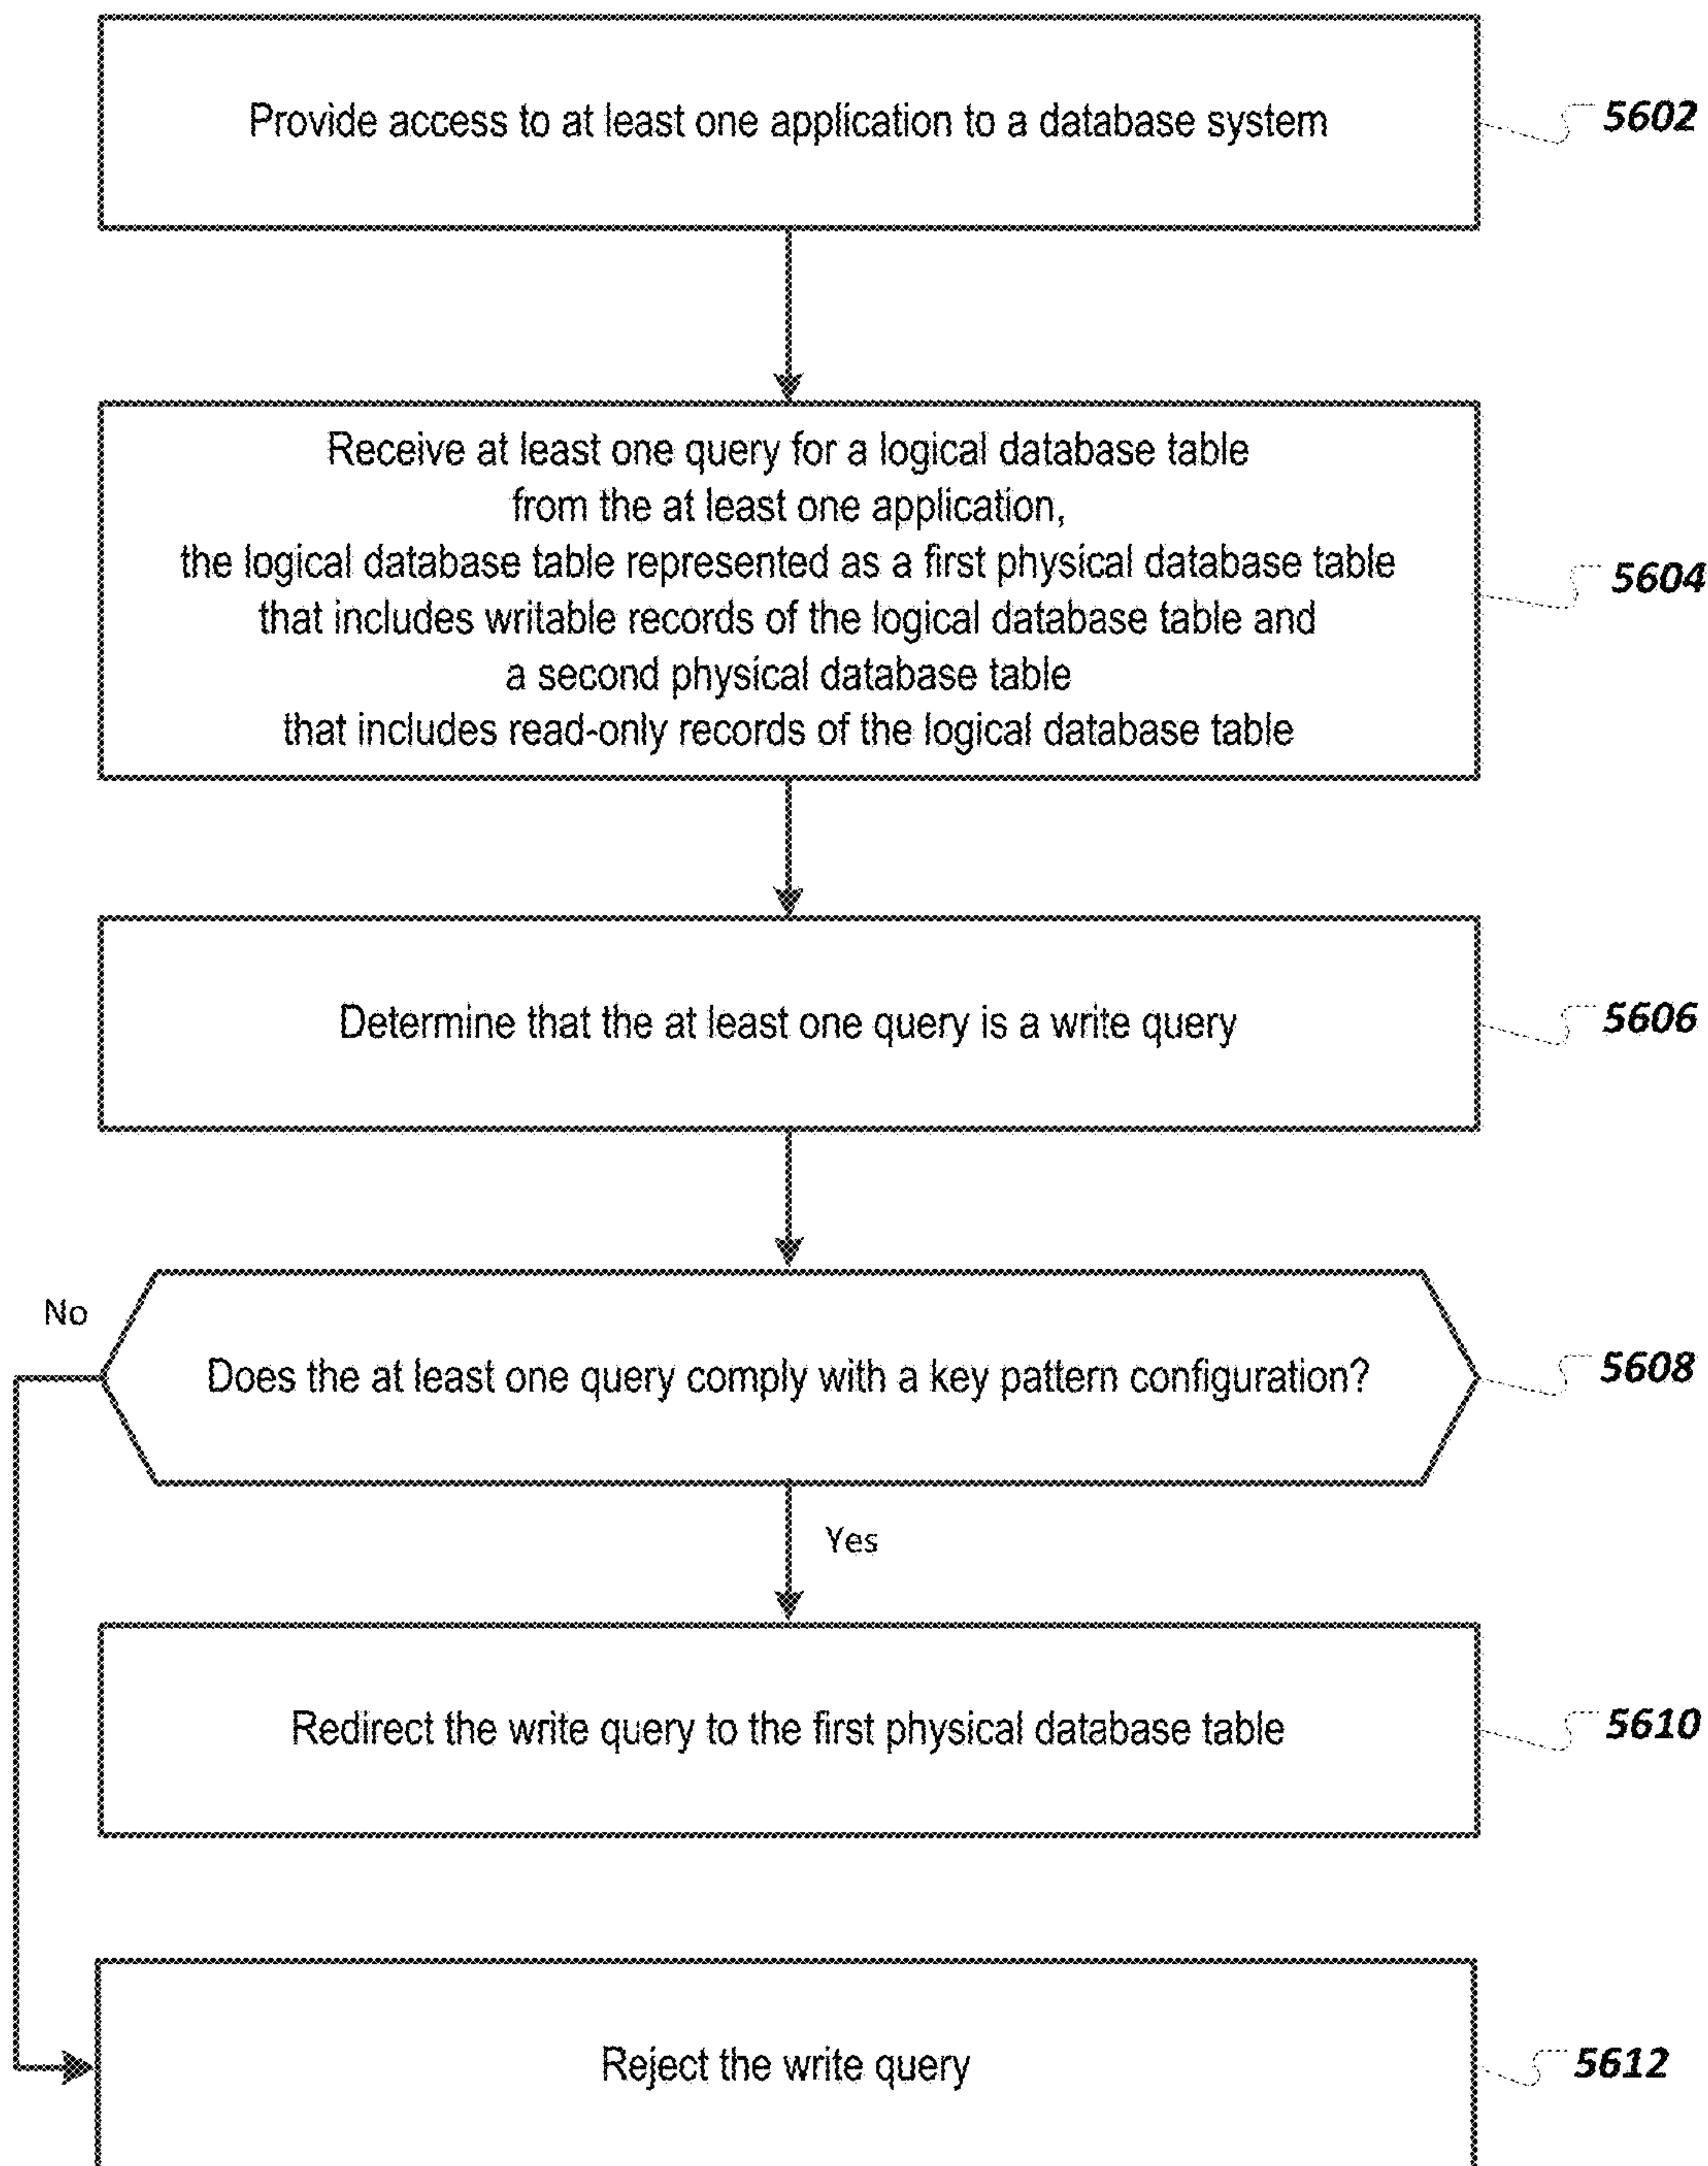 Provide access to at least one application to a database system
5602
Receive at least one query for a logical database table
from the at least one application,
the logical database table represented as a first physical database table
that includes writable records of the logical database table and
a second physical database table
that includes read-only records of the logical database table
5604
Determine that the at least one query is a write query
5606
No
Does the at least one query comply with a key pattern configuration?
5608
Yes
Redirect the write query to the first physical database table
5610
Reject the write query
5612